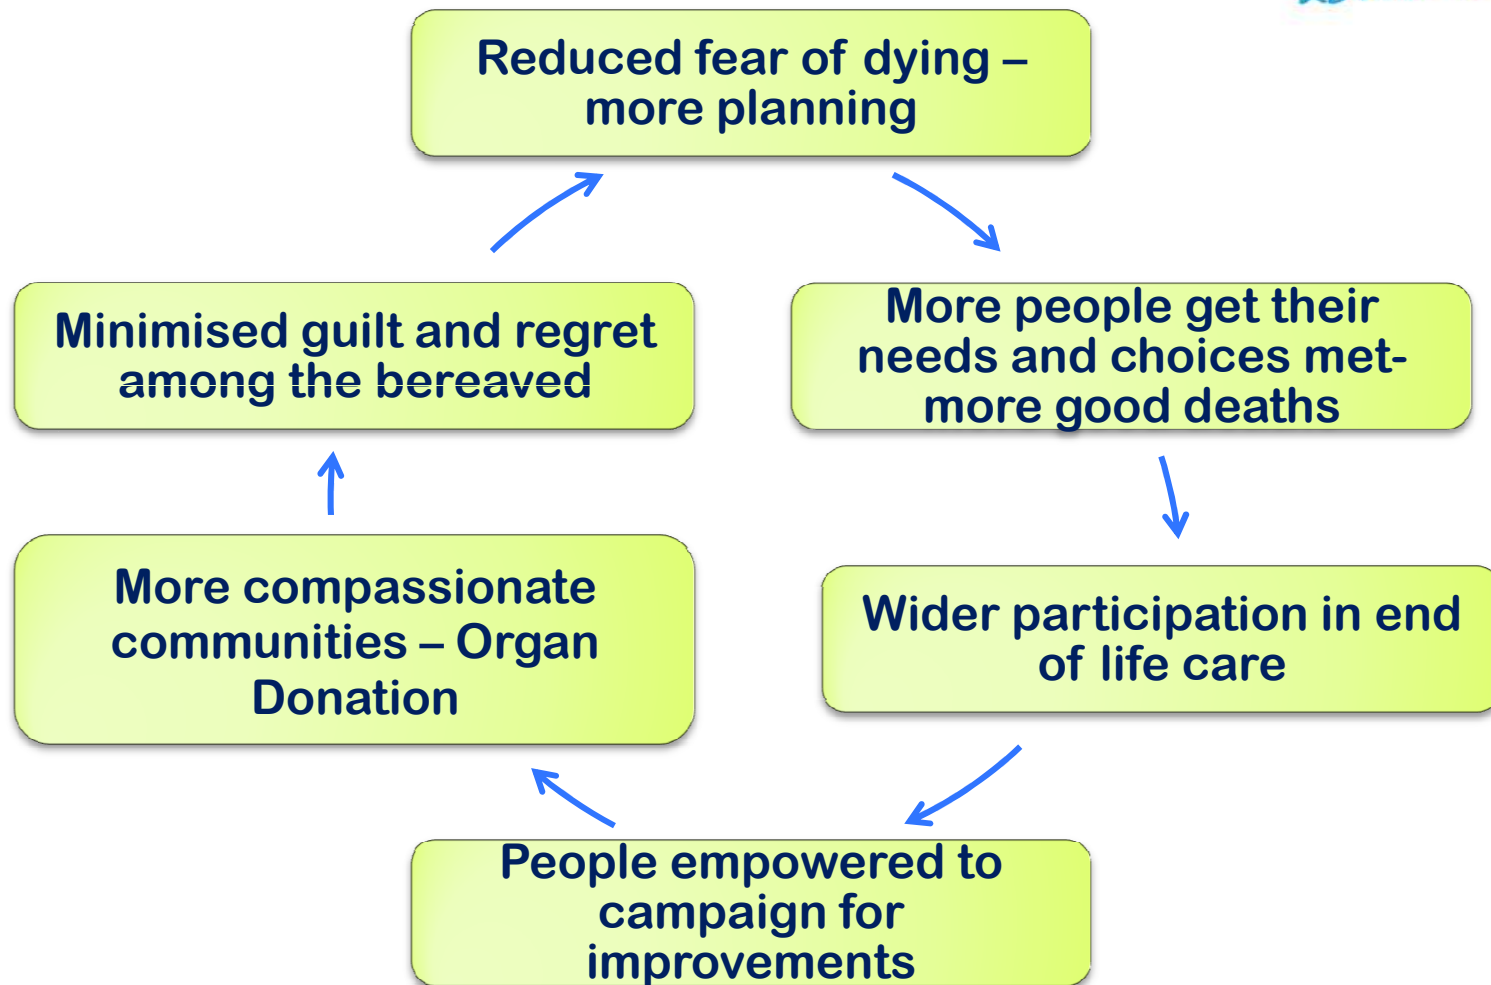 Reduced fear of dying –
more planning
More people get their
needs and choices met-
more good deaths
Wider participation in end
of life care
People empowered to
campaign for
improvements
More compassionate
communities – Organ
Donation
Minimised guilt and regret
among the bereaved